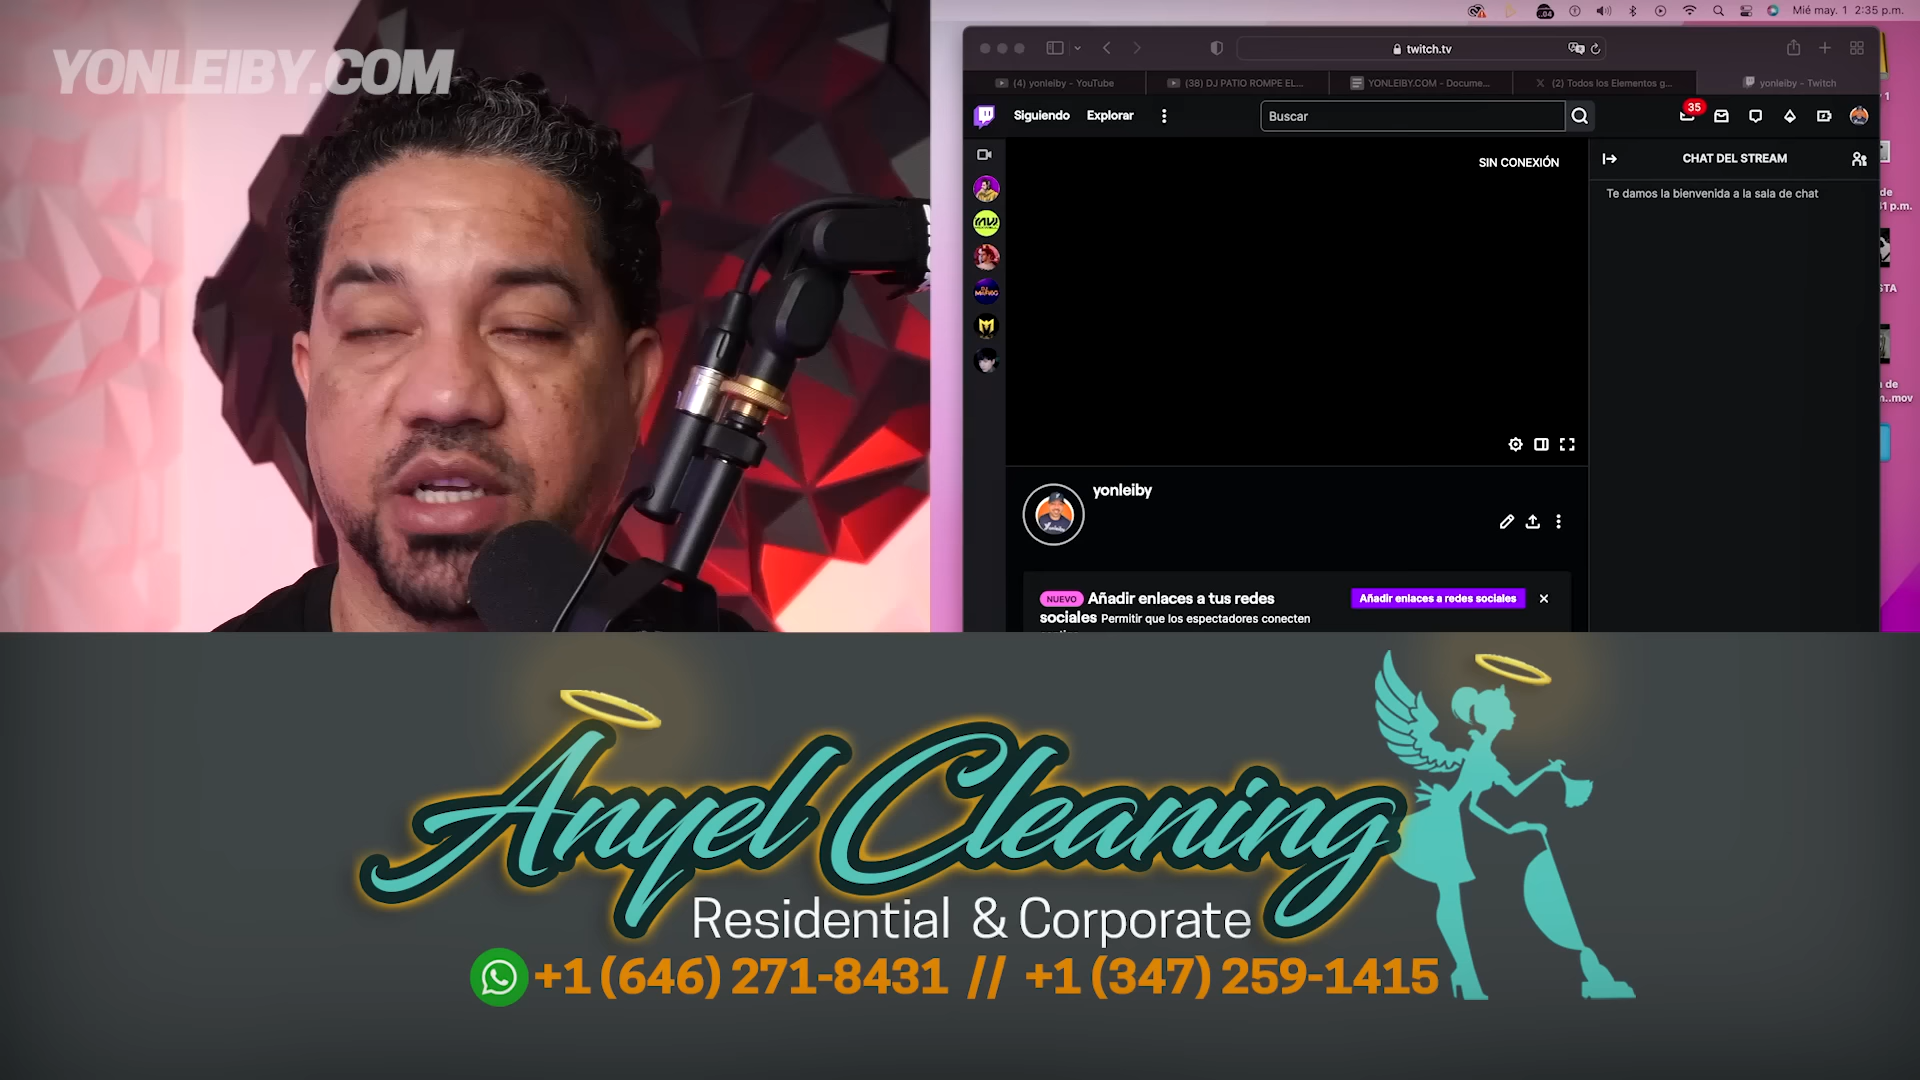 YONLEIBY.COM
Mié may. 1 2:35 p.m.
twitch.tv
(4) yonleiby - YouTube
(38) DJ PATIO ROMPE EL...
YONLEIBY.COM - Docume...
(2) Todos los Elementos g...
yonleiby - Twitch
Siguiendo
Explorar
Buscar
35
SIN CONEXIÓN
CHAT DEL STREAM
Te damos la bienvenida a la sala de chat
yonleiby
NUEVO Añadir enlaces a tus redes
sociales Permitir que los espectadores conecten
Añadir enlaces a redes sociales
Anyel Cleaning
Residential & Corporate
+1 (646) 271-8431 // +1 (347) 259-1415